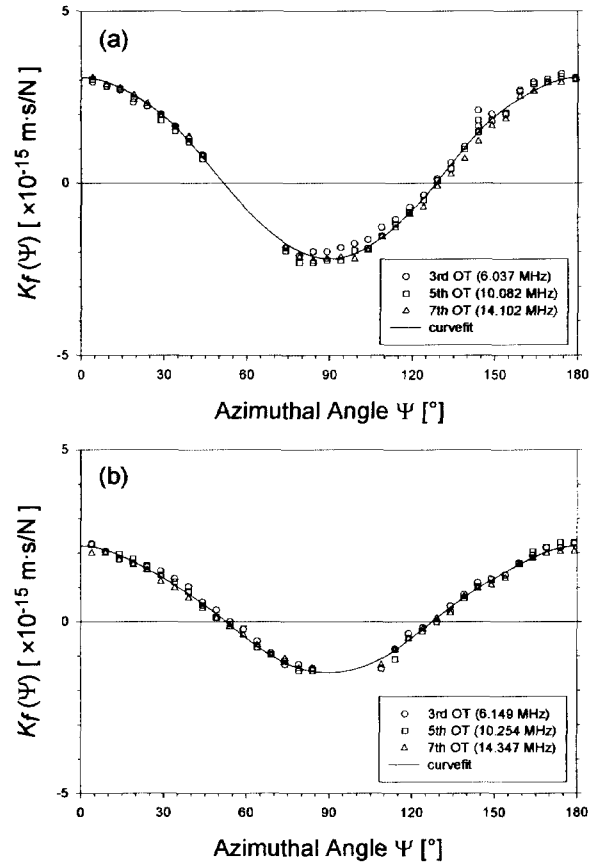 (a)
5
0
-5
Kf(Ψ) [ ×10⁻¹⁵ m·s/N]
3rd OT (6.037 MHz)
5th OT (10.082 MHz)
7th OT (14.102 MHz)
curvefit
0 30 60 90 120 150 180
Azimuthal Angle Ψ [°]
(b)
5
0
-5
Kf(Ψ) [ ×10⁻¹⁵ m·s/N]
3rd OT (6.149 MHz)
5th OT (10.254 MHz)
7th OT (14.347 MHz)
curvefit
0 30 60 90 120 150 180
Azimuthal Angle Ψ [°]